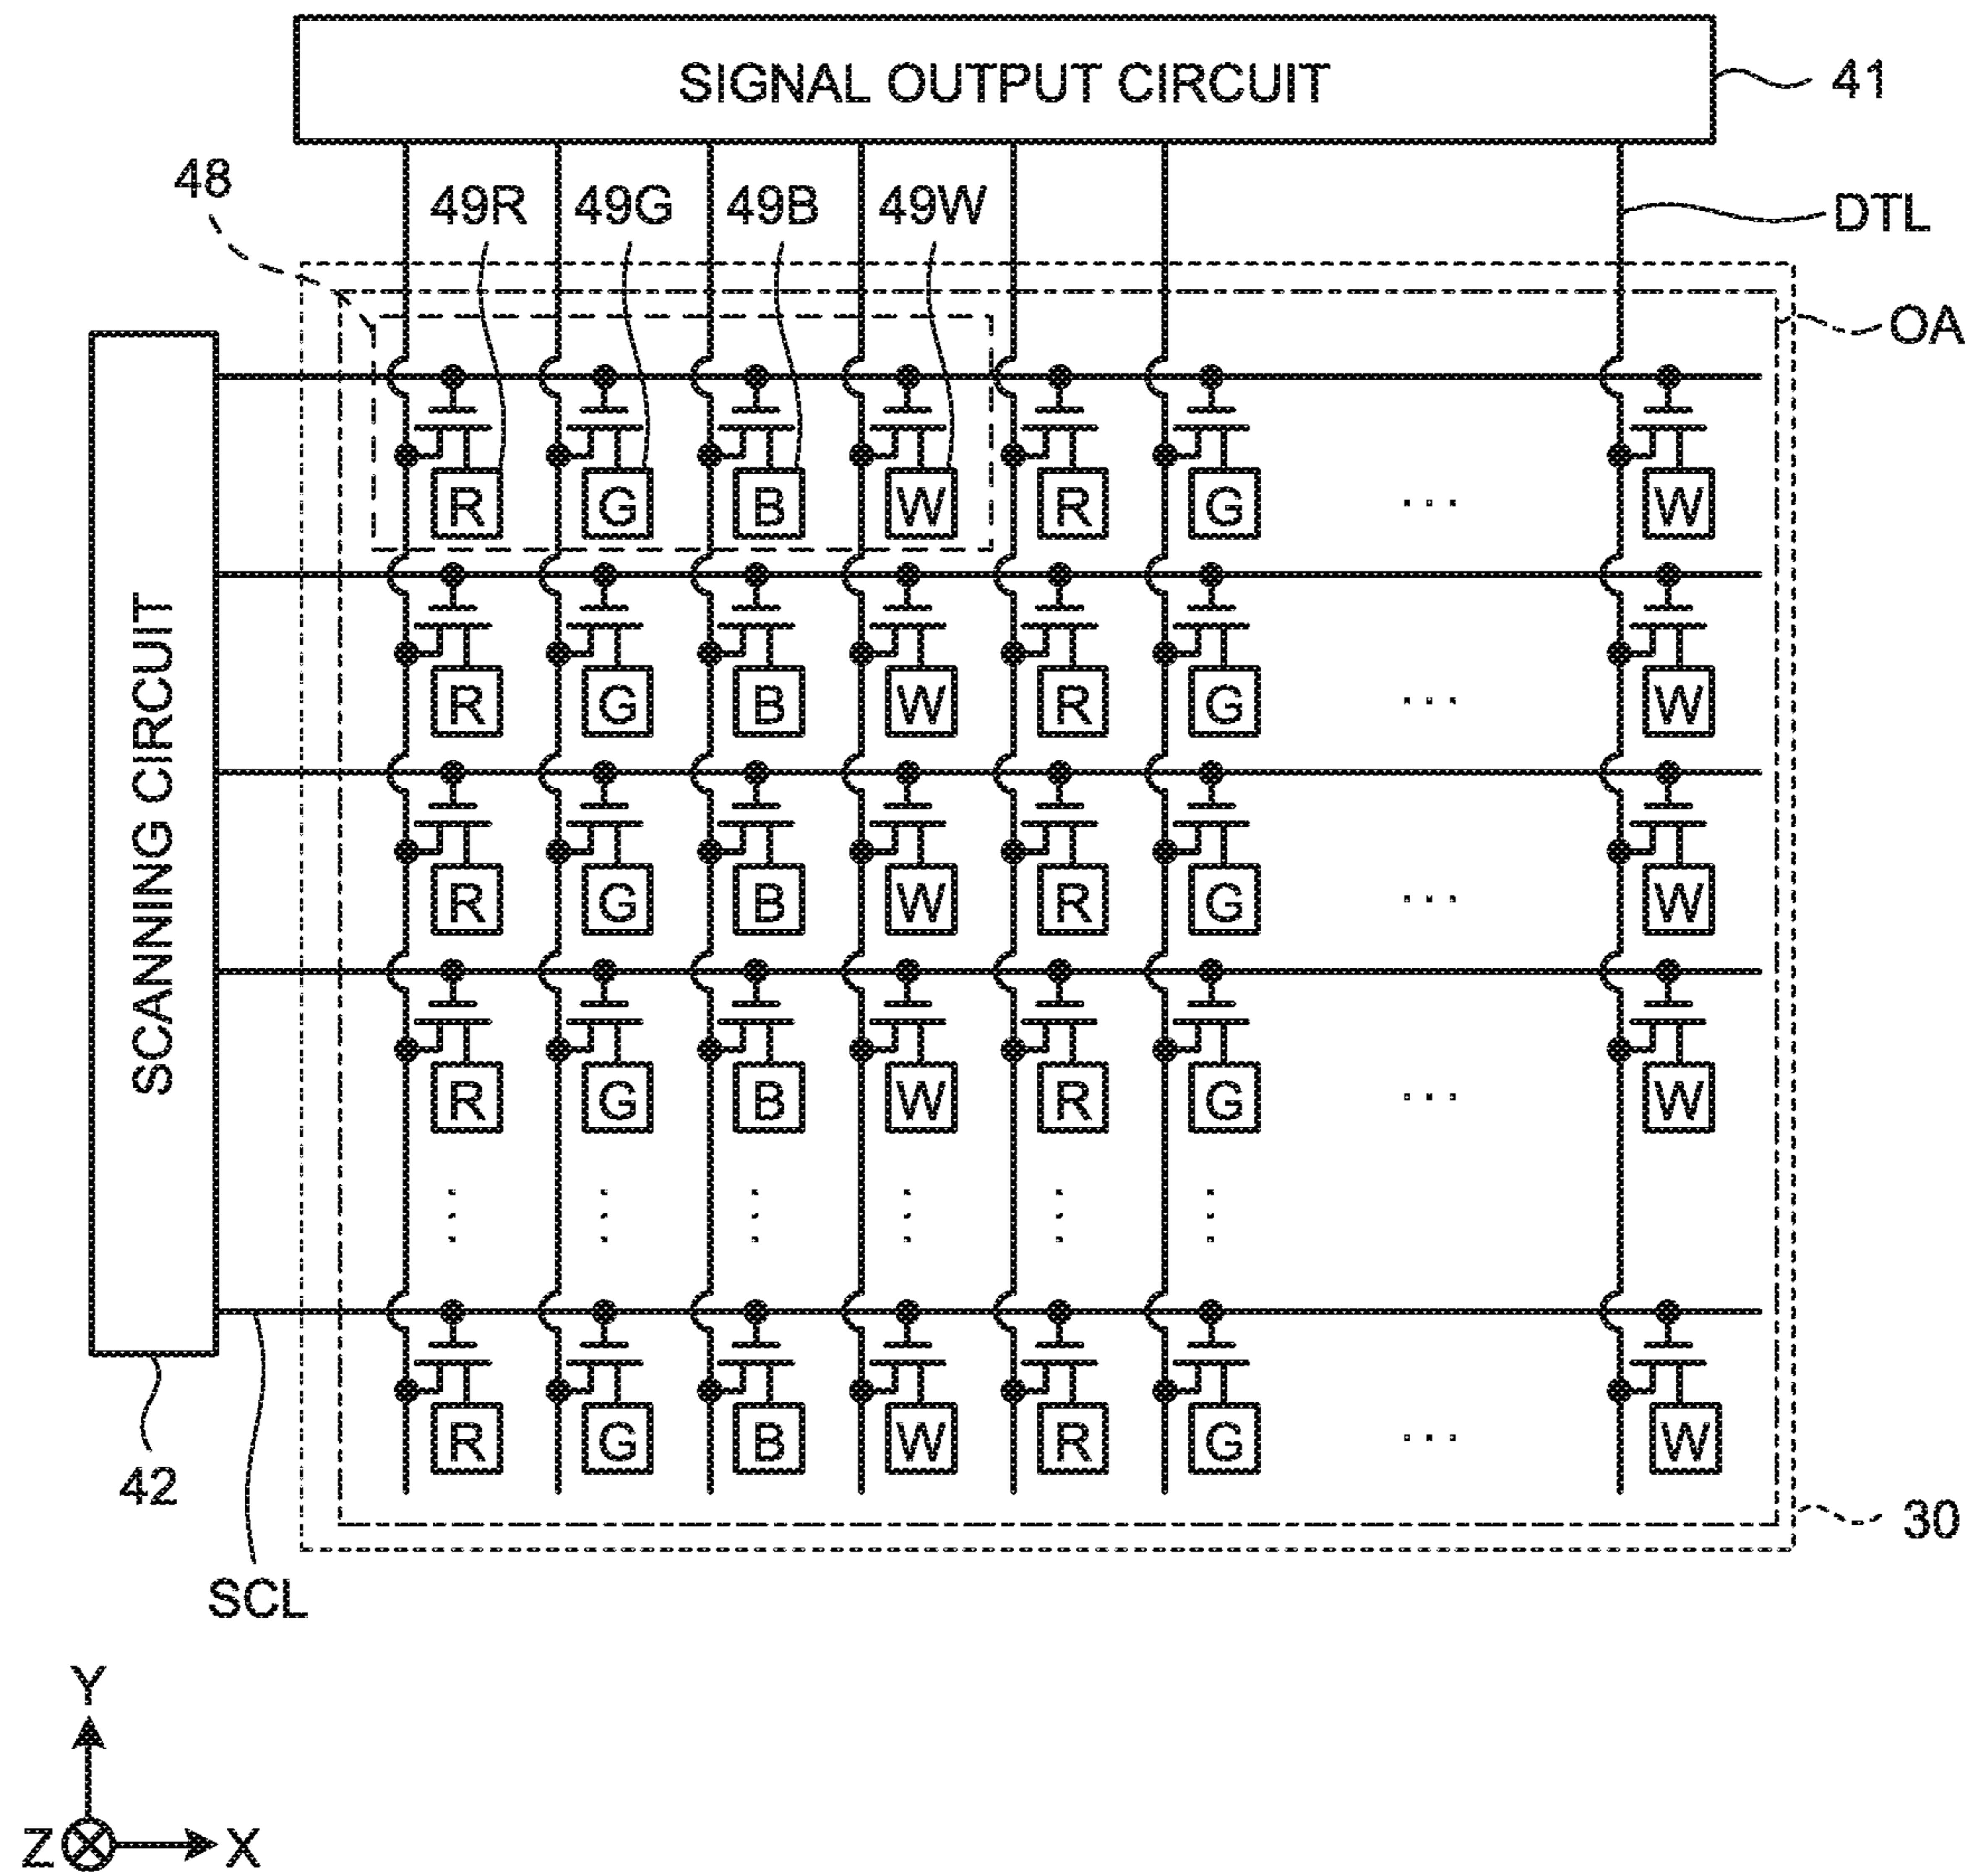 SIGNAL OUTPUT CIRCUIT
41
48
49R 49G 49B 49W
DTL
OA
SCANNING CIRCUIT
R G B W R G ... W
R G B W R G ... W
R G B W R G ... W
R G B W R G ... W
R G B W R G ... W
42
30
SCL
Y
Z X